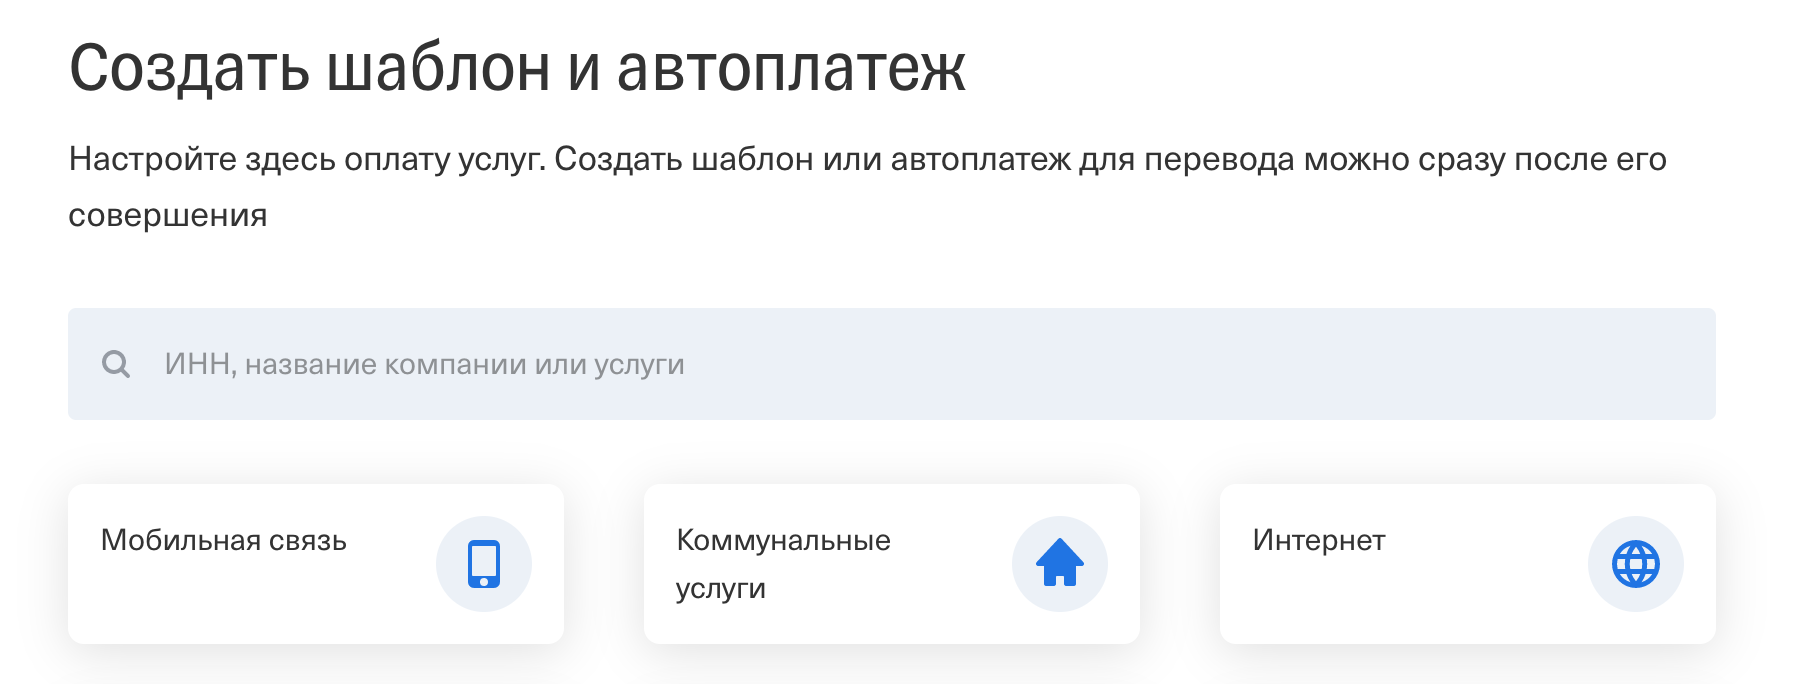 Создать шаблон и автоплатеж
Настройте здесь оплату услуг. Создать шаблон или автоплатеж для перевода можно сразу после его
совершения
ИНН, название компании или услуги
Мобильная связь
Коммунальные
услуги
Интернет